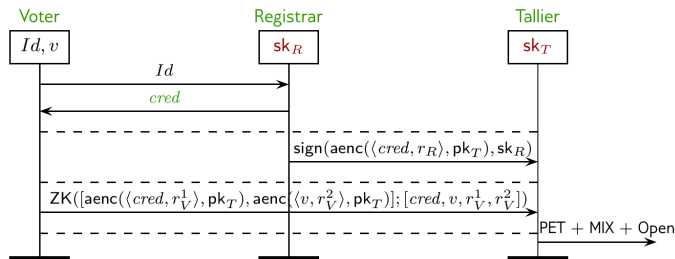 Voter Registrar Tallier
Id, v sk_R sk_T
Id
cred
sign(aenc(⟨cred, r_R⟩, pk_T), sk_R)
ZK([aenc(⟨cred, r_V^1⟩, pk_T), aenc(⟨v, r_V^2⟩, pk_T)]; [cred, v, r_V^1, r_V^2])
PET + MIX + Open